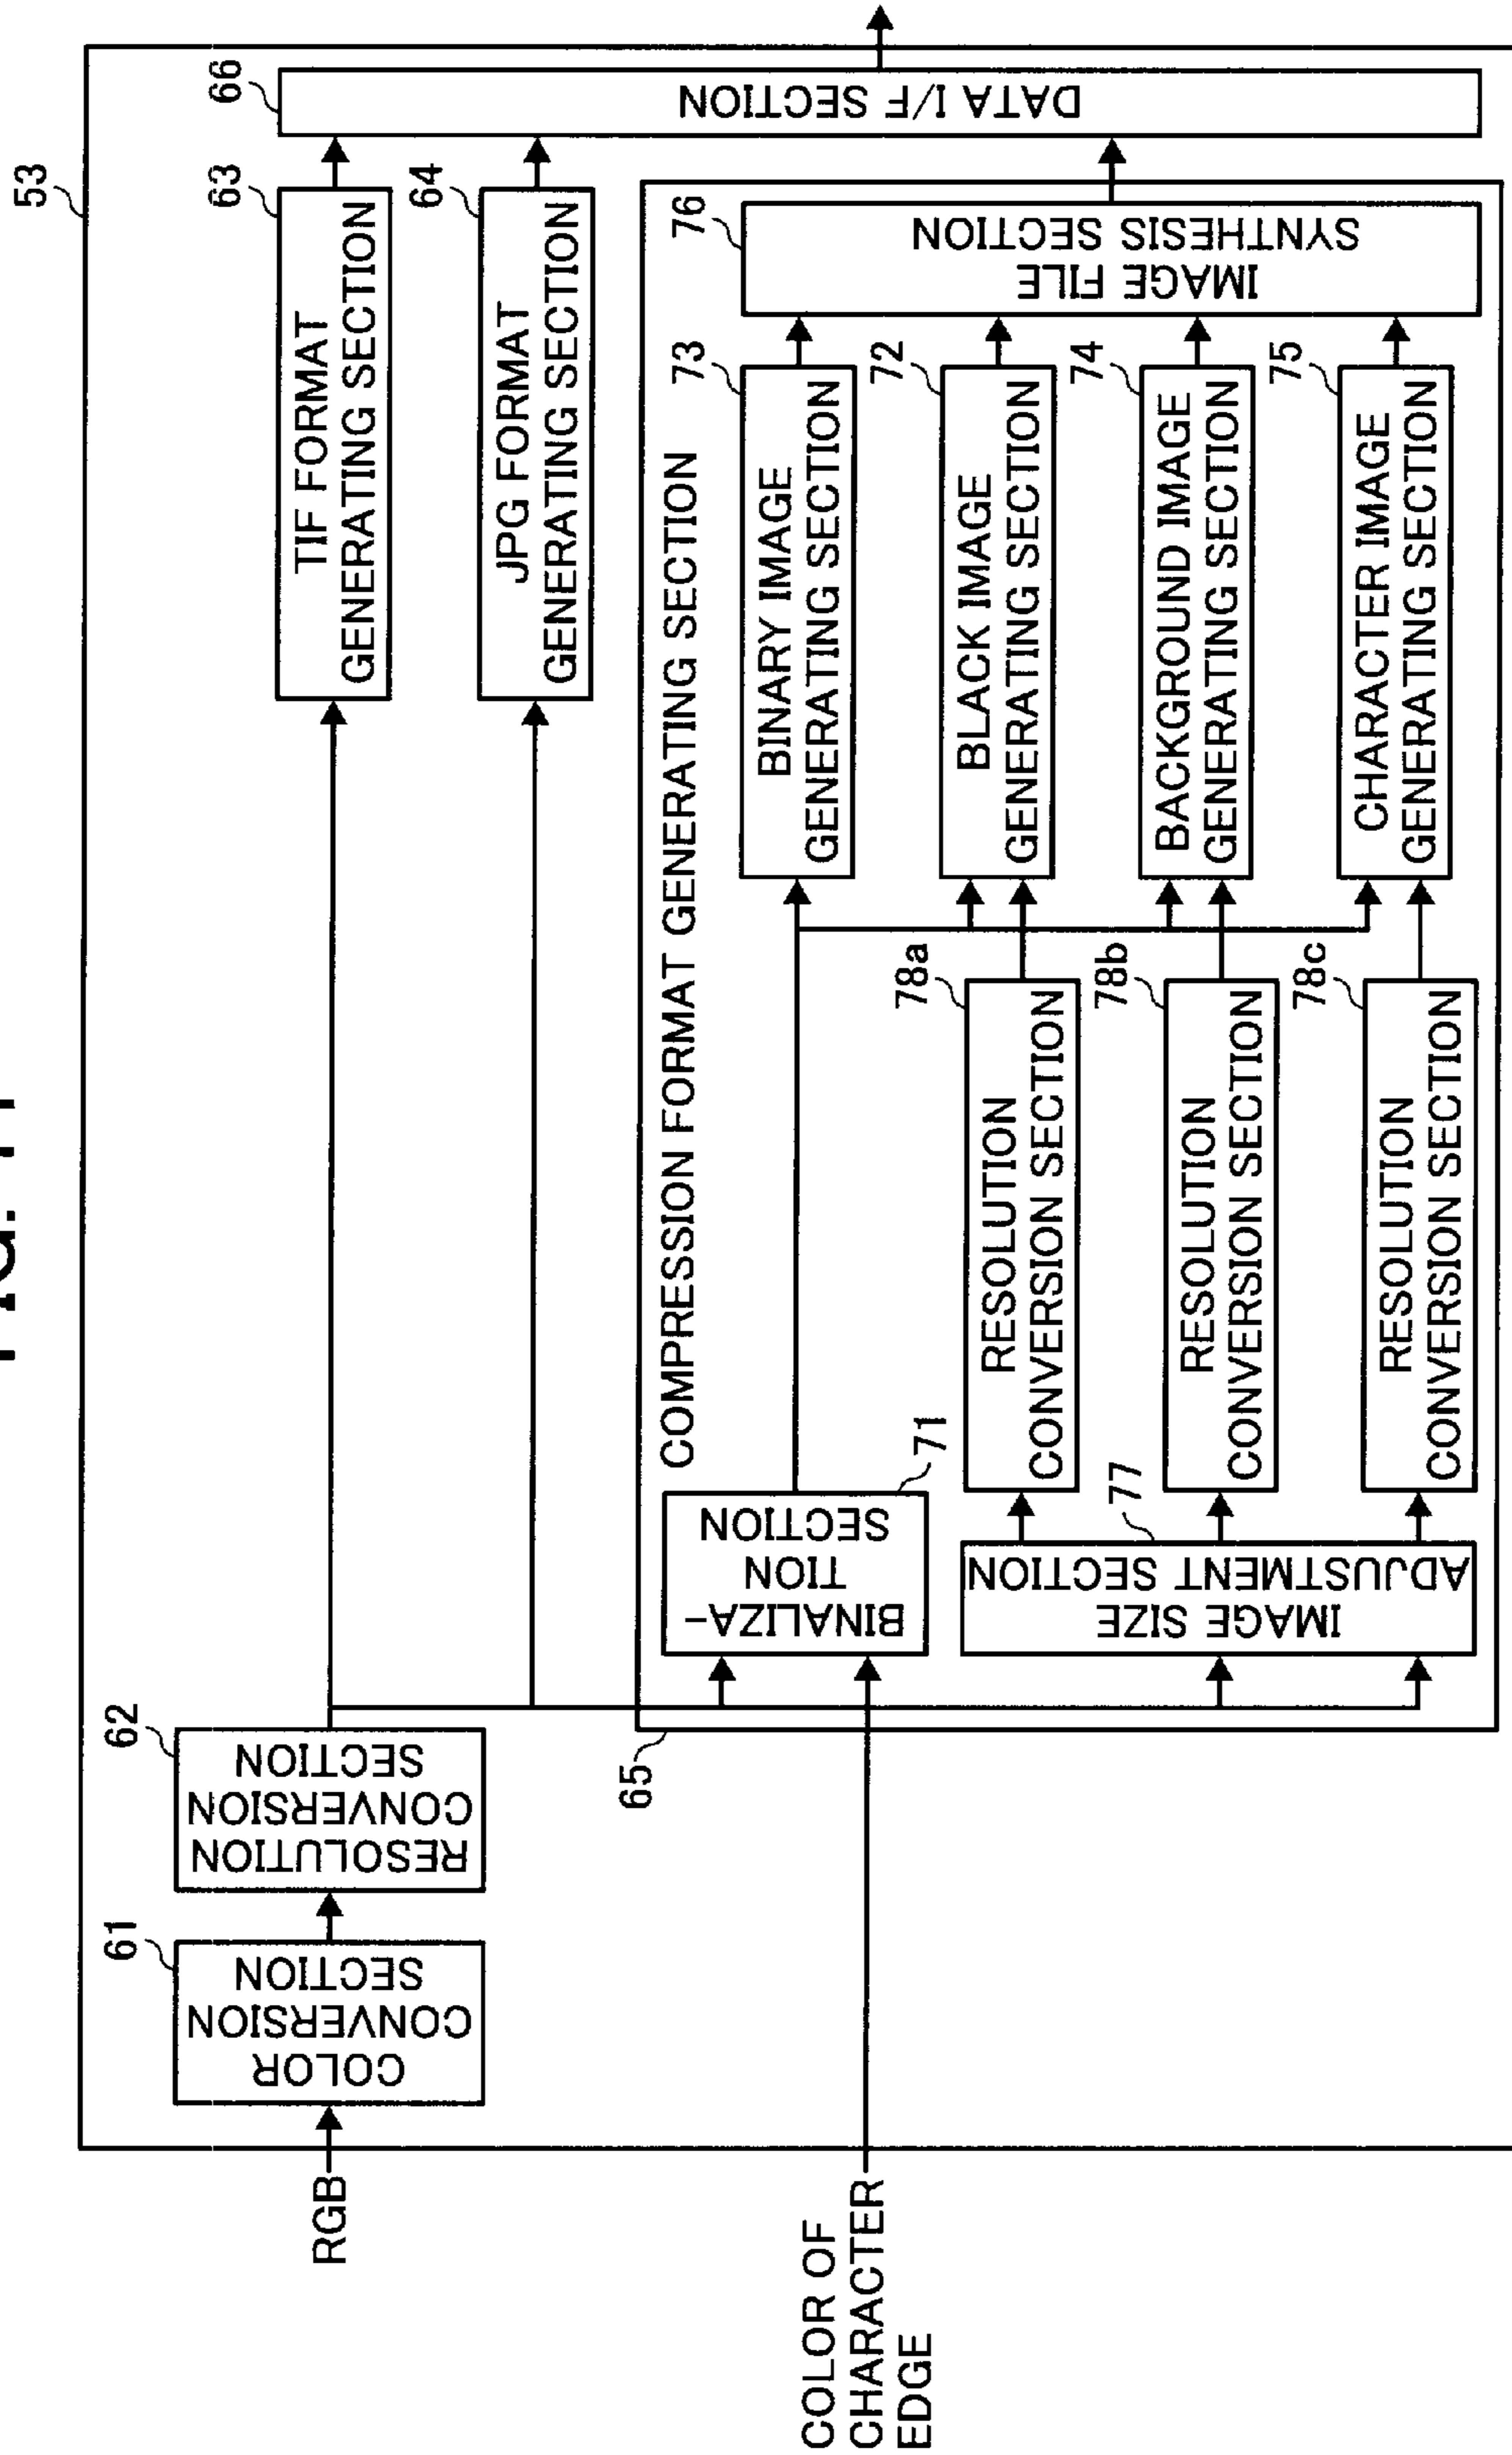 FIG.
53
RGB
61
COLOR
CONVERSION
SECTION
62
RESOLUTION
CONVERSION
SECTION
63
TIF FORMAT
GENERATING SECTION
64
JPG FORMAT
GENERATING SECTION
66
DATA I/F SECTION
COLOR OF
CHARACTER
EDGE
65
COMPRESSION FORMAT GENERATING SECTION
BINALIZA-
TION
SECTION
71
IMAGE SIZE
ADJUSTMENT SECTION
77
78a
RESOLUTION
CONVERSION SECTION
78b
RESOLUTION
CONVERSION SECTION
78c
RESOLUTION
CONVERSION SECTION
73
BINARY IMAGE
GENERATING SECTION
72
BLACK IMAGE
GENERATING SECTION
74
BACKGROUND IMAGE
GENERATING SECTION
75
CHARACTER IMAGE
GENERATING SECTION
76
IMAGE FILE
SYNTHESIS SECTION